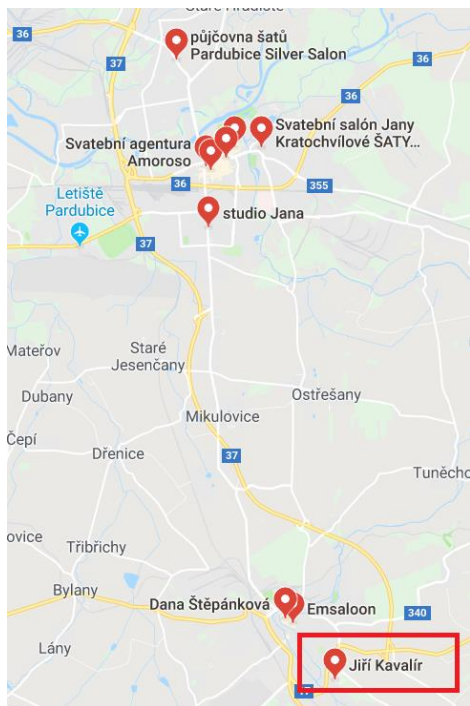 Staré Hradiště
36
37
půjčovna šatů
Pardubice Silver Salon
36
36
Svatební salón Jany
Kratochvílové ŠATY...
Svatební agentura
Amoroso
36
355
Letiště
Pardubice
studio Jana
37
Mateřov
Staré
Jesenčany
Dubany
Ostřešany
Mikulovice
Čepí
Dřenice
37
Tuněcho
ovice
Třibřichy
Bylany
Dana Štěpánková
Emsaloon
340
Lány
Jiří Kavalír